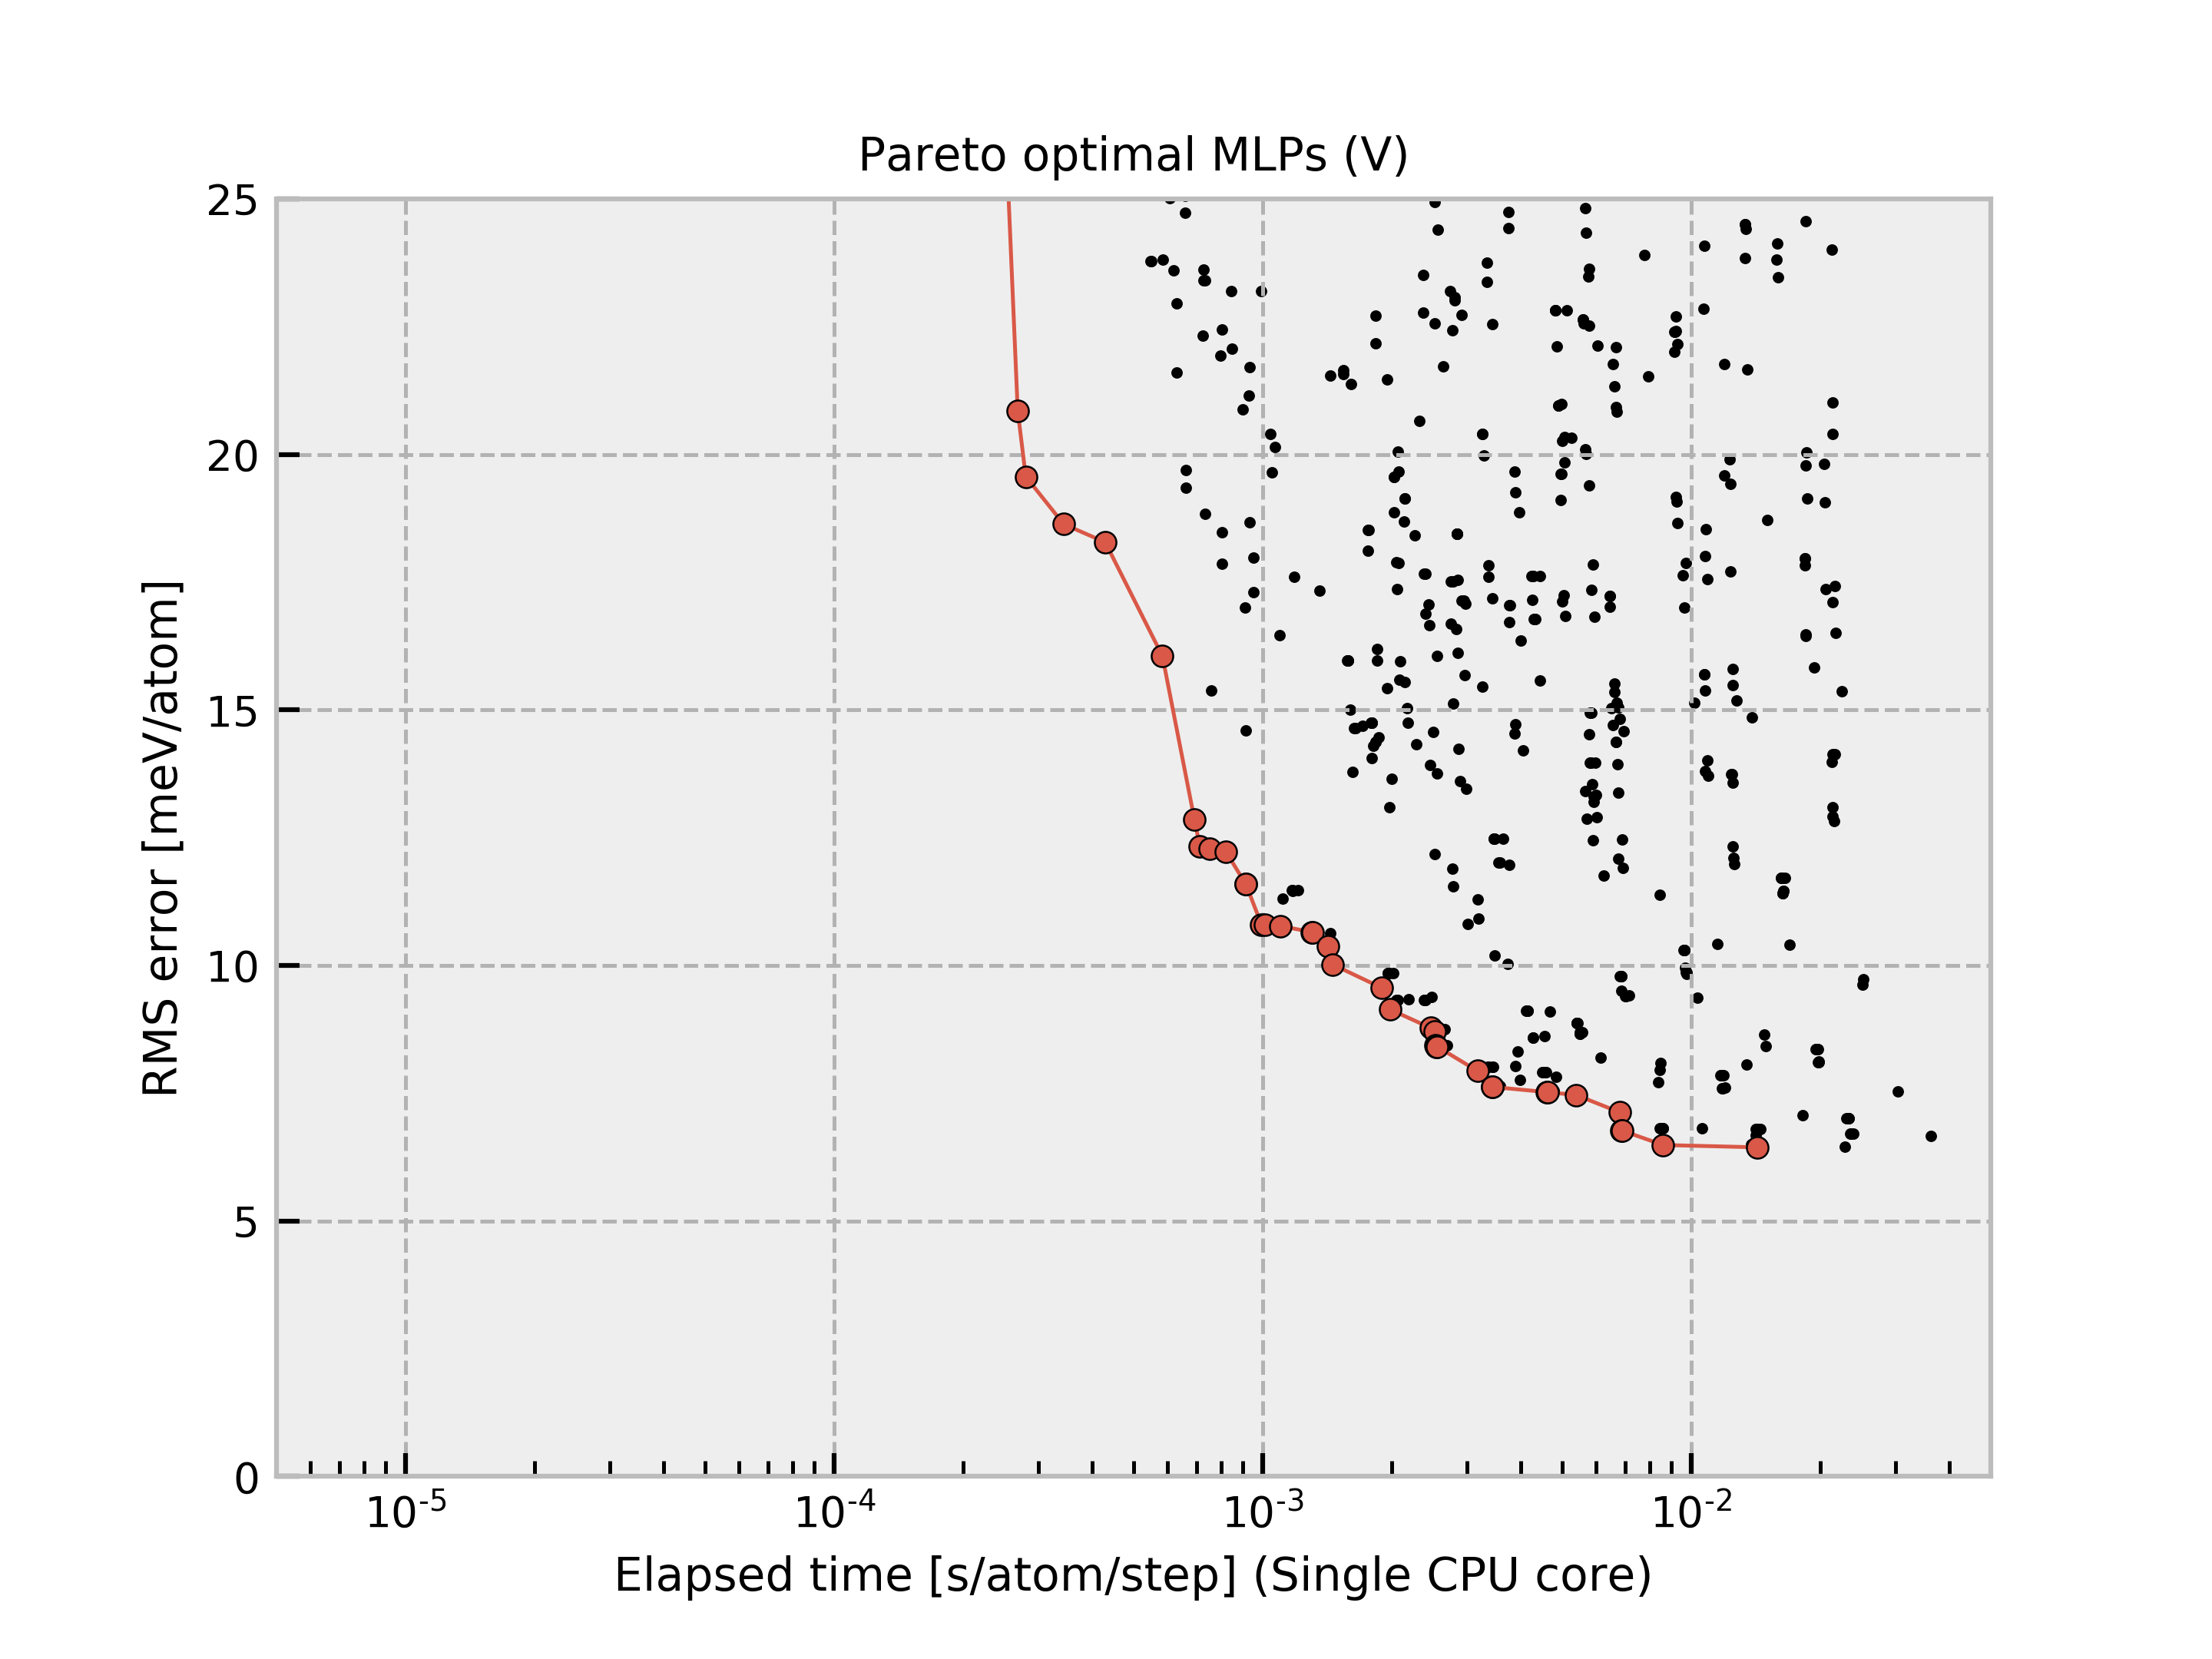 Pareto optimal MLPs (V)
25
20
15
10
5
0
RMS error [meV/atom]
10-5 10-4 10-3 10-2
Elapsed time [s/atom/step] (Single CPU core)